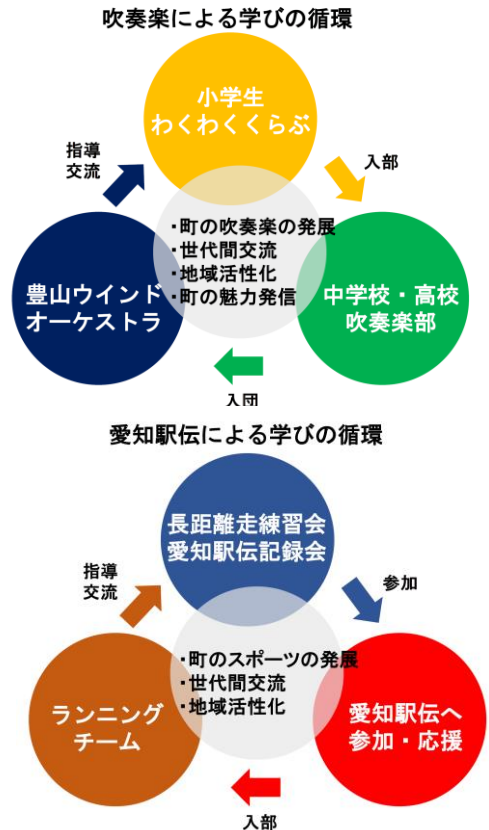 吹奏楽による学びの循環
小学生
わくわくくらぶ
指導
交流
入部
・町の吹奏楽の発展
・世代間交流
・地域活性化
・町の魅力発信
豊山ウインド
オーケストラ
中学校・高校
吹奏楽部
入団
愛知駅伝による学びの循環
長距離走練習会
愛知駅伝記録会
指導
交流
参加
・町のスポーツの発展
・世代間交流
・地域活性化
ランニング
チーム
愛知駅伝へ
参加・応援
入部